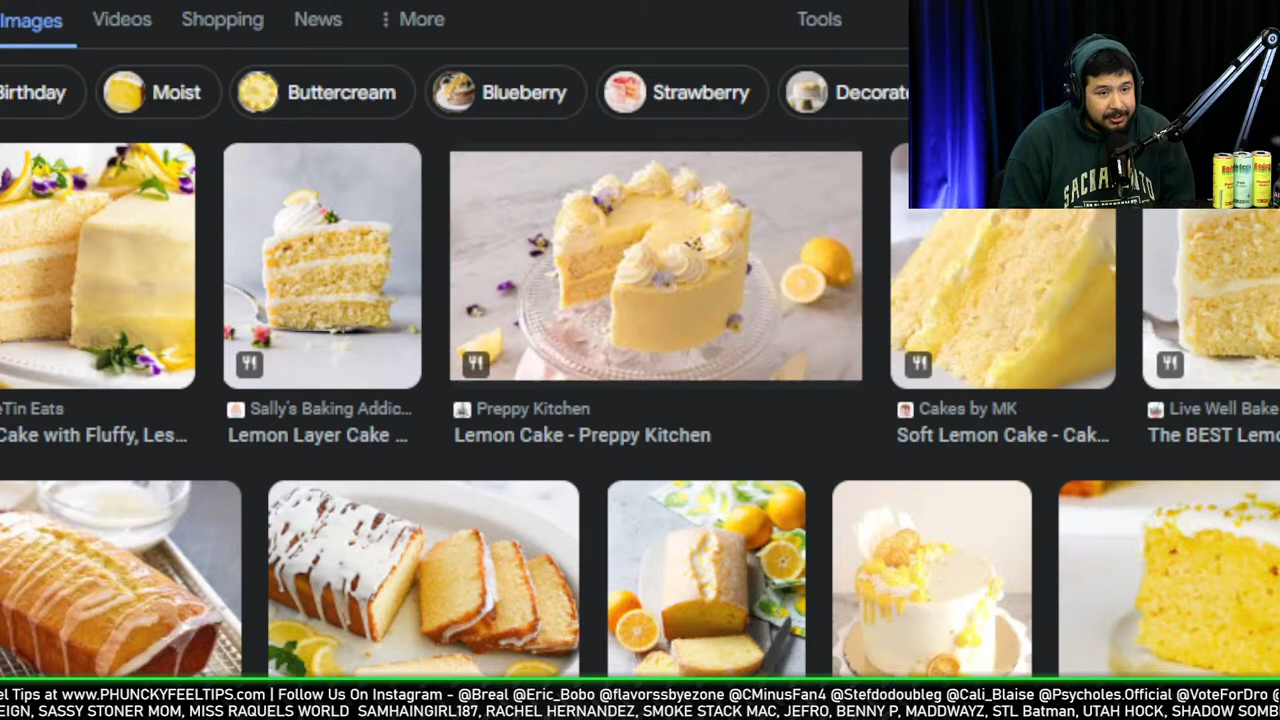 Images Videos Shopping News More Tools
Birthday Moist Buttercream Blueberry Strawberry Decorate
SACRAMENTO
Tin Eats
Cake with Fluffy, Les...
Sally's Baking Addic...
Lemon Layer Cake ...
Preppy Kitchen
Lemon Cake - Preppy Kitchen
Cakes by MK
Soft Lemon Cake - Cak...
Live Well Bake
The BEST Lemo
el Tips at www.PHUNCKYFEELTIPS.com | Follow Us On Instagram - @Breal @Eric_Bobo @flavorssbyezone @CMinusFan4 @Stefdodoubleg @Cali_Blaise @Psycholes.Official @VoteForDro @
EIGN, SASSY STONER MOM, MISS RAQUELS WORLD SAMHAINGIRL187, RACHEL HERNANDEZ, SMOKE STACK MAC, JEFRO, BENNY P, MADDWAYZ, STL Batman, UTAH HOCK, SHADOW SOMB